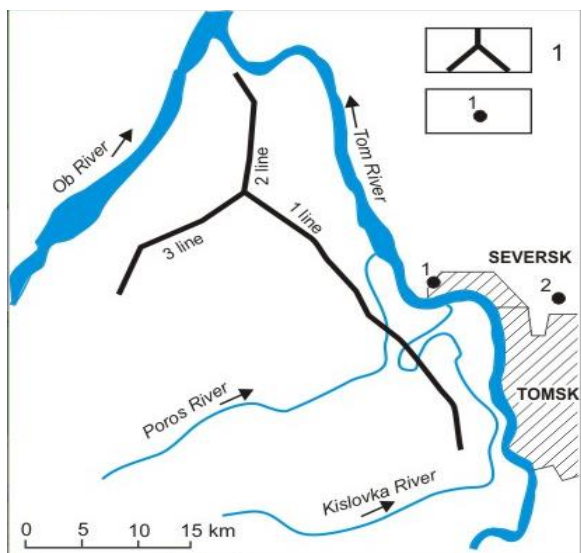 1
1
Ob River
Tom River
2 line
1 line
3 line
SEVERSK
1
2
TOMSK
Poros River
Kislovka River
0 5 10 15 km